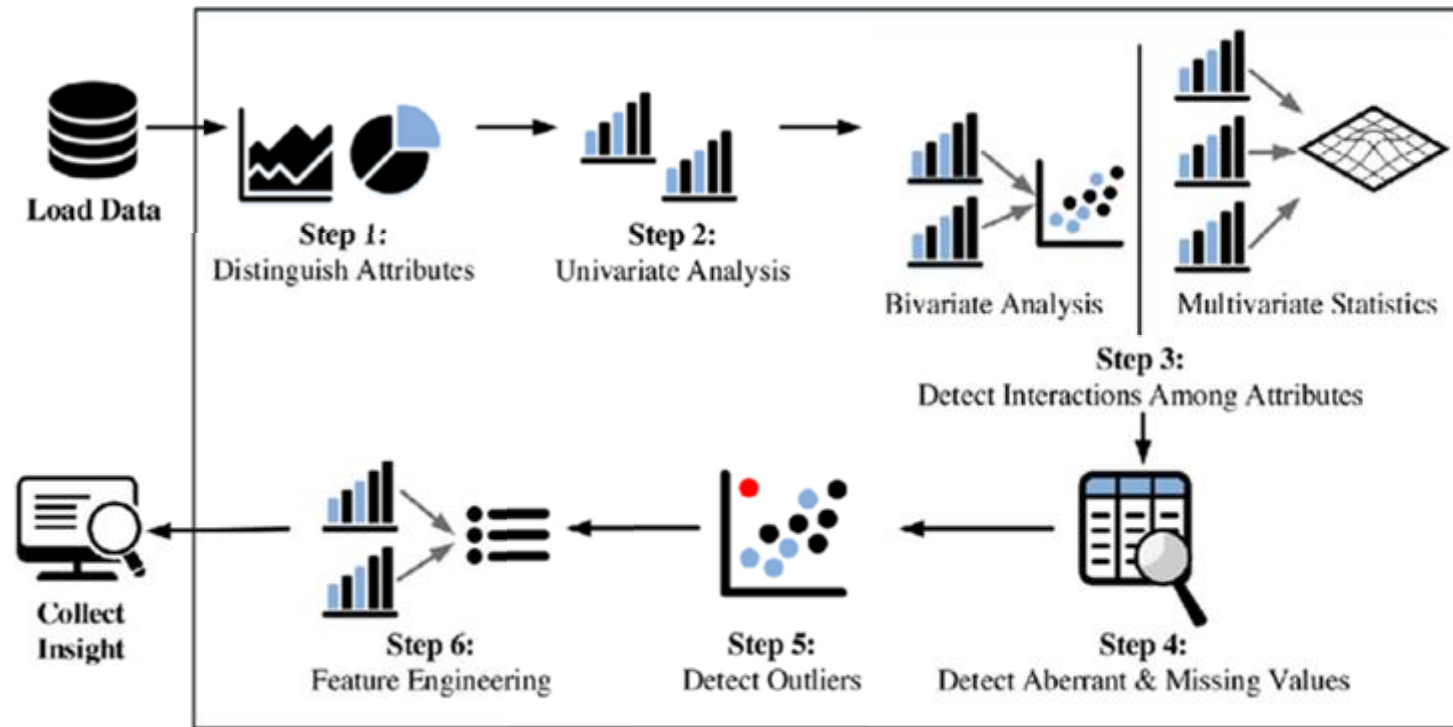 Load Data
Step 1:
Distinguish Attributes
Step 2:
Univariate Analysis
Bivariate Analysis
Multivariate Statistics
Step 3:
Detect Interactions Among Attributes
Step 4:
Detect Aberrant & Missing Values
Step 5:
Detect Outliers
Step 6:
Feature Engineering
Collect
Insight